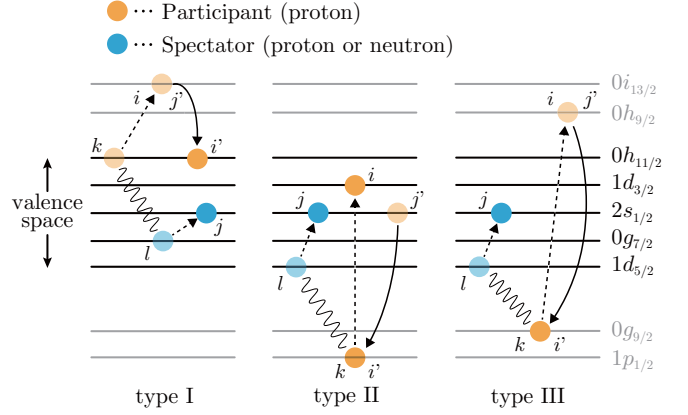 ··· Participant (proton)
··· Spectator (proton or neutron)
i j' 0i13/2
0h9/2
k i' 0h11/2
valence space
1d3/2
j 2s1/2
l 0g7/2
1d5/2
0g9/2
1p1/2
i
j j'
l
k i'
i j'
j
l
k i'
type I type II type III